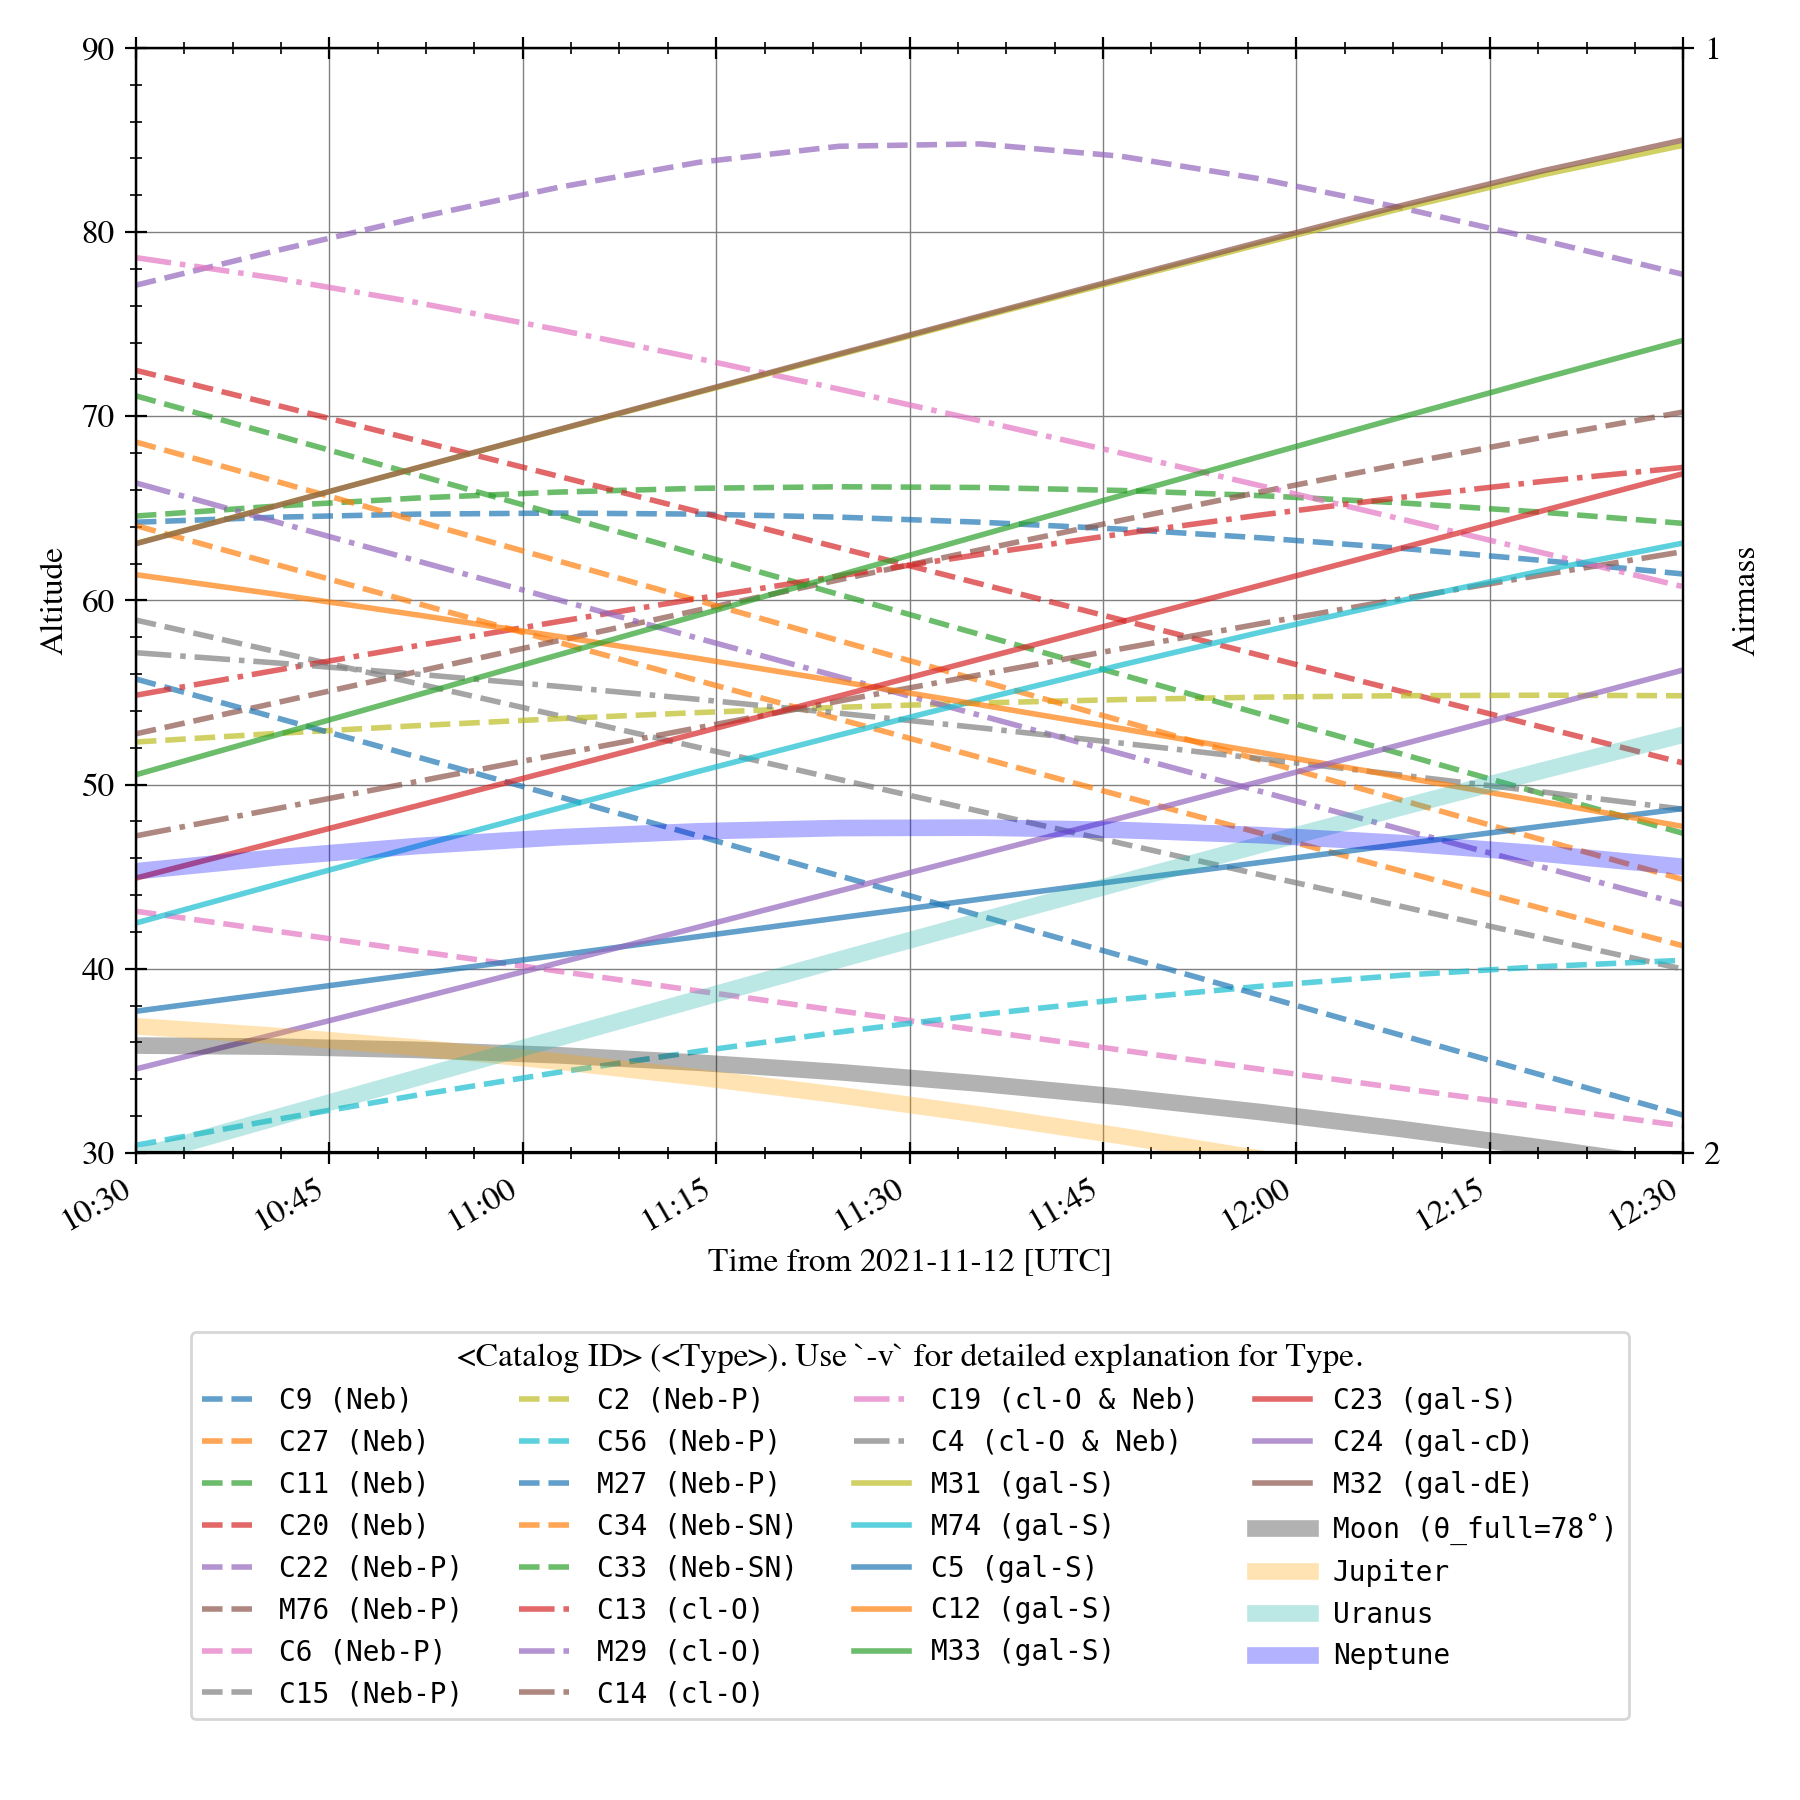 90
80
70
60
50
40
30
Altitude
1
2
Airmass
10:30
10:45
11:00
11:15
11:30
11:45
12:00
12:15
12:30
Time from 2021-11-12 [UTC]
<Catalog ID> (<Type>). Use `-v` for detailed explanation for Type.
C9 (Neb)
C27 (Neb)
C11 (Neb)
C20 (Neb)
C22 (Neb-P)
M76 (Neb-P)
C6 (Neb-P)
C15 (Neb-P)
C2 (Neb-P)
C56 (Neb-P)
M27 (Neb-P)
C34 (Neb-SN)
C33 (Neb-SN)
C13 (cl-O)
M29 (cl-O)
C14 (cl-O)
C19 (cl-O & Neb)
C4 (cl-O & Neb)
M31 (gal-S)
M74 (gal-S)
C5 (gal-S)
C12 (gal-S)
M33 (gal-S)
C23 (gal-S)
C24 (gal-cD)
M32 (gal-dE)
Moon (θ_full=78˚)
Jupiter
Uranus
Neptune